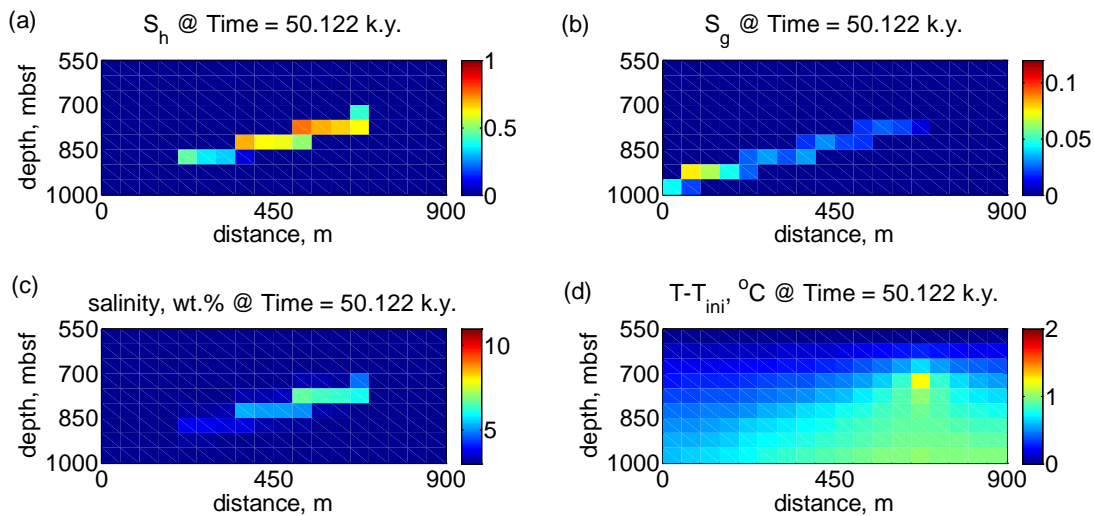 (a)
S_h @ Time = 50.122 k.y.
550
700
850
1000
depth, mbsf
0
450
900
distance, m
1
0.5
0
(b)
S_g @ Time = 50.122 k.y.
550
700
850
1000
0
450
900
distance, m
0.1
0.05
0
(c)
salinity, wt.% @ Time = 50.122 k.y.
550
700
850
1000
depth, mbsf
0
450
900
distance, m
10
5
(d)
T-T_ini, °C @ Time = 50.122 k.y.
550
700
850
1000
depth, mbsf
0
450
900
distance, m
2
1
0